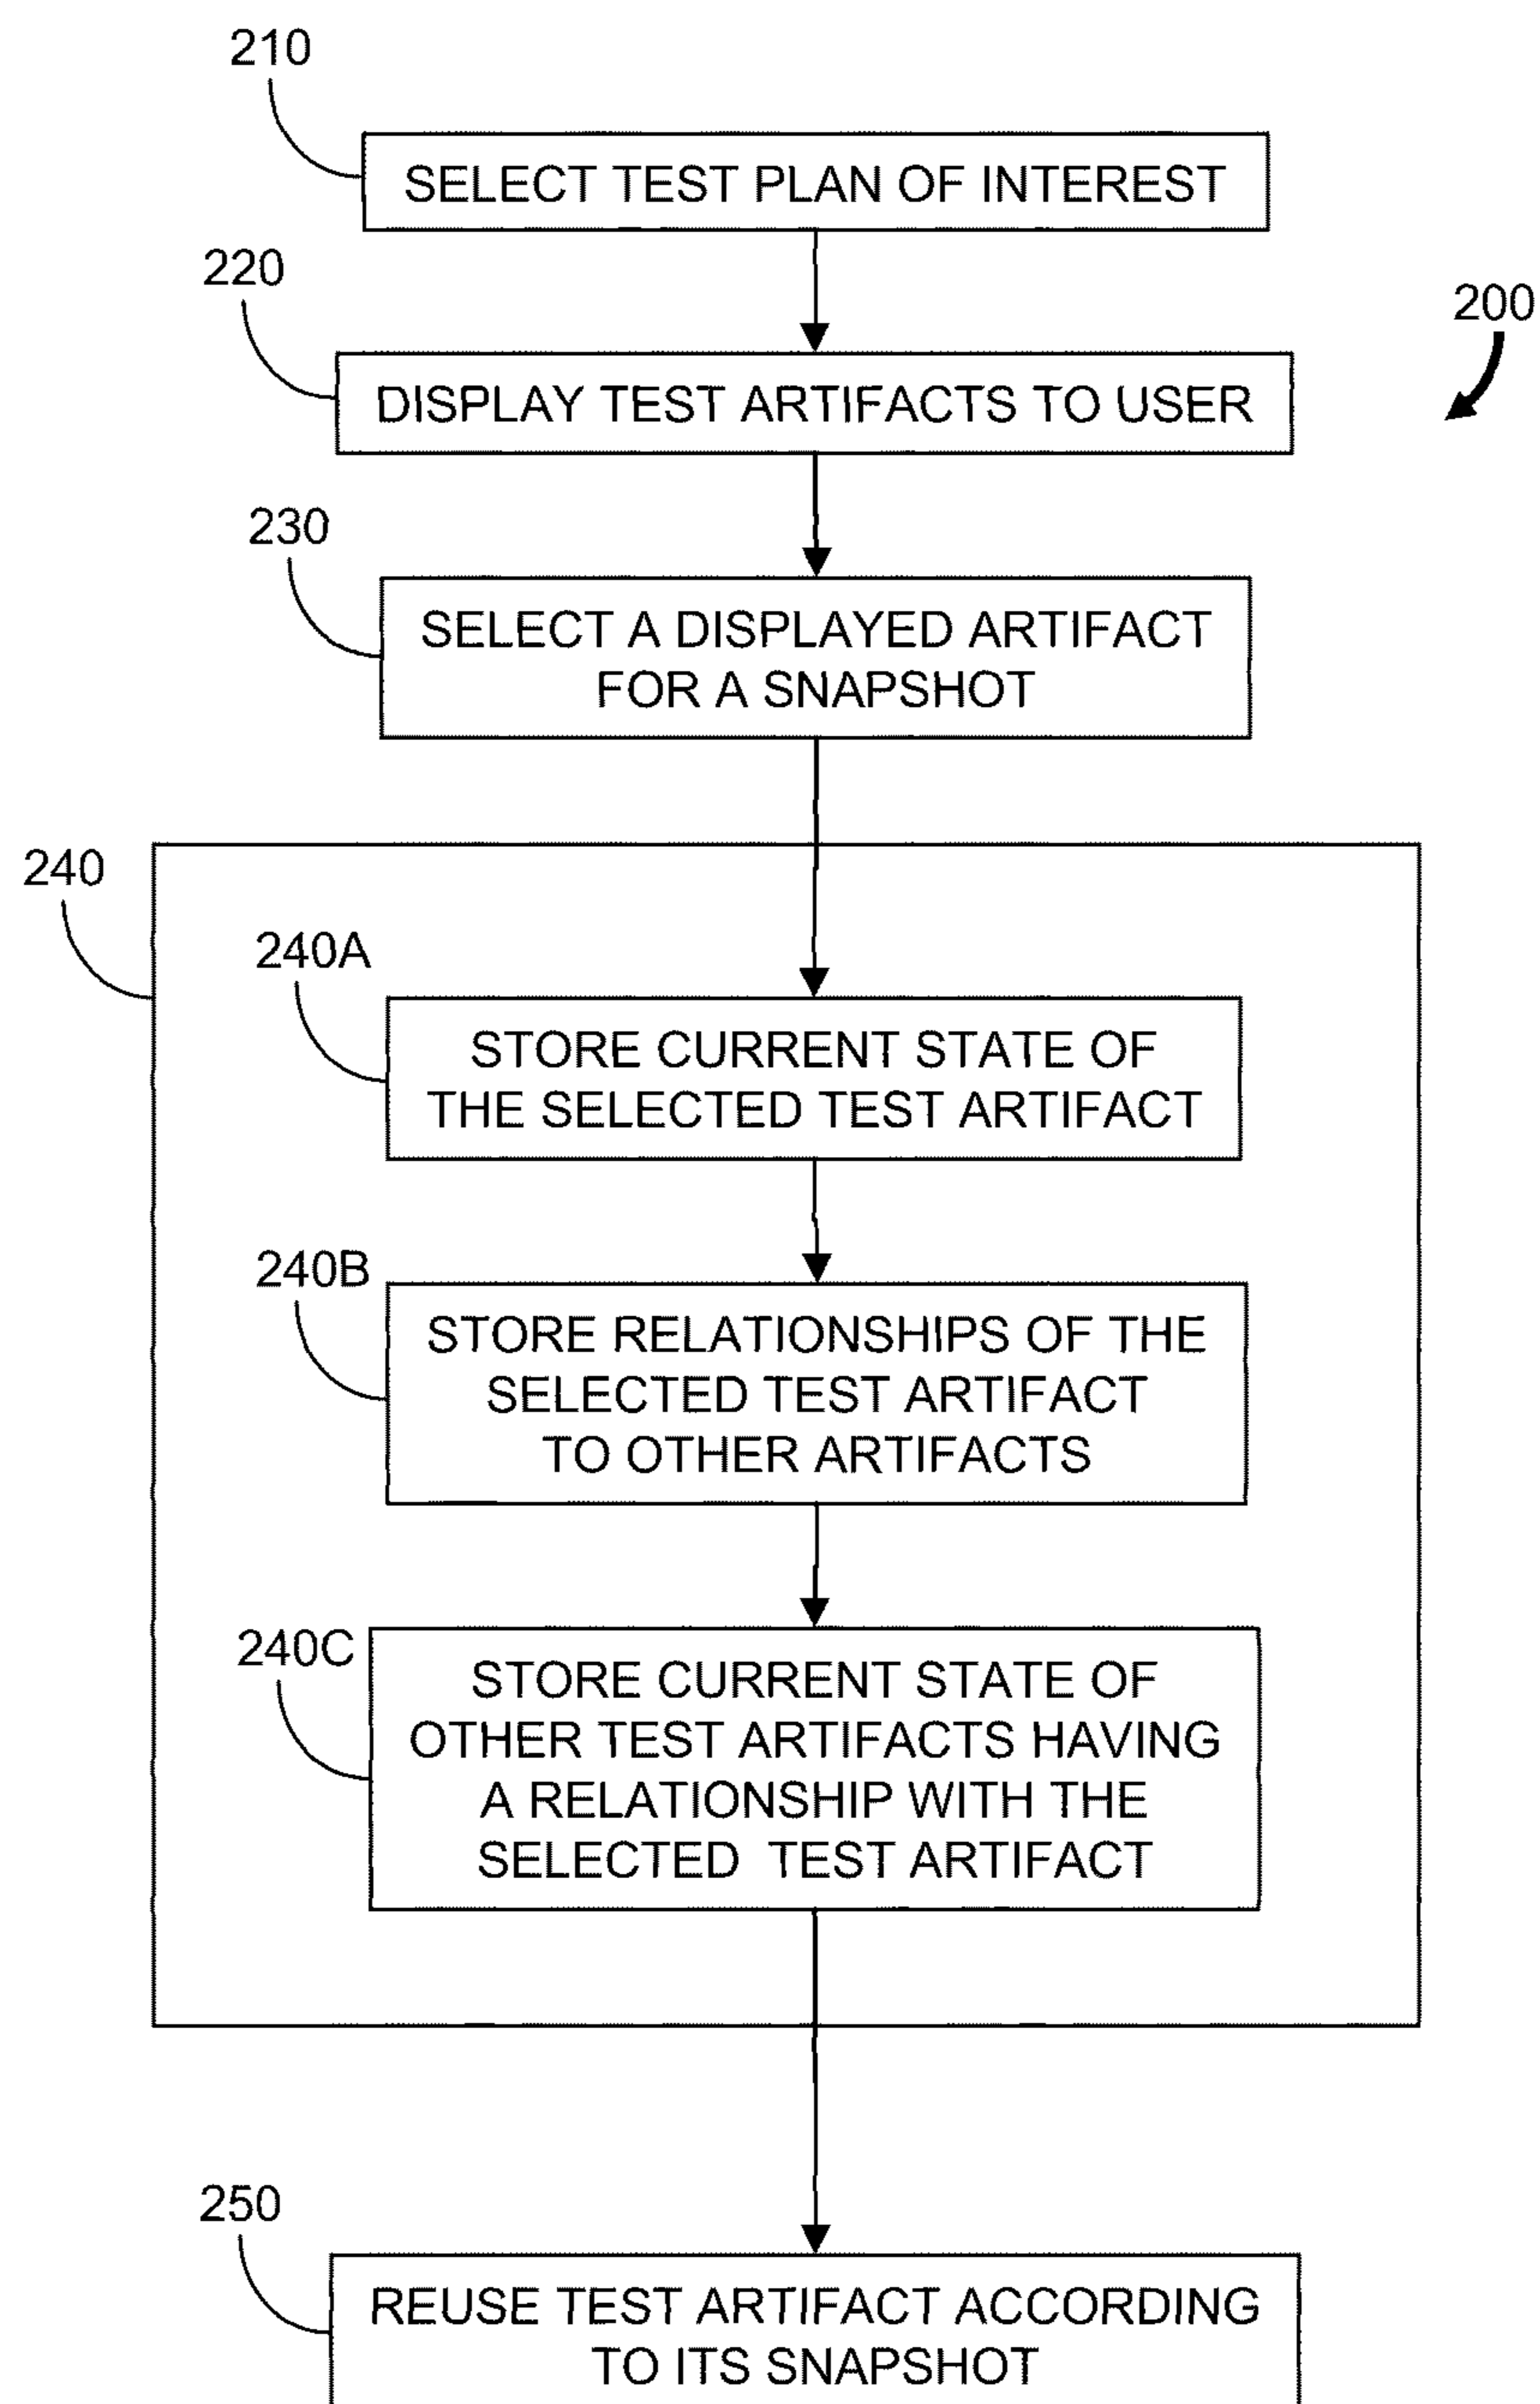 210
SELECT TEST PLAN OF INTEREST
220
200
DISPLAY TEST ARTIFACTS TO USER
230
SELECT A DISPLAYED ARTIFACT
FOR A SNAPSHOT
240
240A
STORE CURRENT STATE OF
THE SELECTED TEST ARTIFACT
240B
STORE RELATIONSHIPS OF THE
SELECTED TEST ARTIFACT
TO OTHER ARTIFACTS
240C
STORE CURRENT STATE OF
OTHER TEST ARTIFACTS HAVING
A RELATIONSHIP WITH THE
SELECTED TEST ARTIFACT
250
REUSE TEST ARTIFACT ACCORDING
TO ITS SNAPSHOT